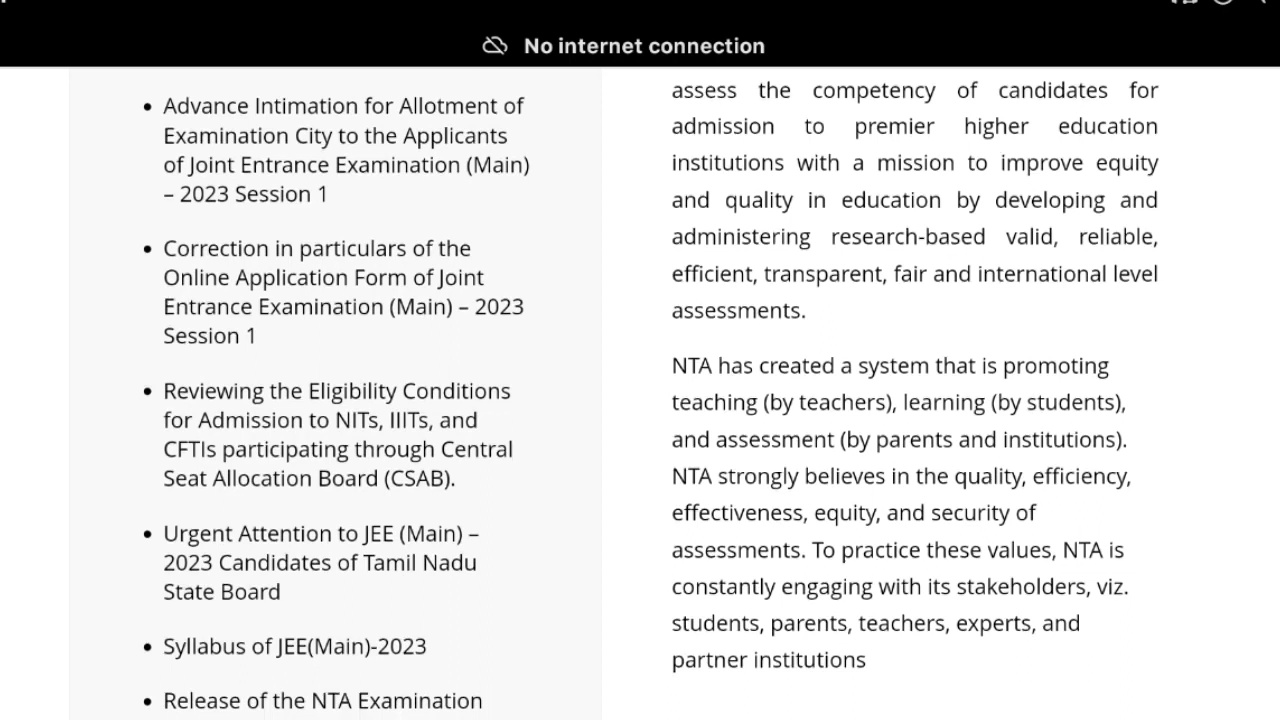 No internet connection
Advance Intimation for Allotment of
Examination City to the Applicants
of Joint Entrance Examination (Main)
– 2023 Session 1
Correction in particulars of the
Online Application Form of Joint
Entrance Examination (Main) – 2023
Session 1
Reviewing the Eligibility Conditions
for Admission to NITs, IIITs, and
CFTIs participating through Central
Seat Allocation Board (CSAB).
Urgent Attention to JEE (Main) –
2023 Candidates of Tamil Nadu
State Board
Syllabus of JEE(Main)-2023
Release of the NTA Examination
assess the competency of candidates for
admission to premier higher education
institutions with a mission to improve equity
and quality in education by developing and
administering research-based valid, reliable,
efficient, transparent, fair and international level
assessments.
NTA has created a system that is promoting
teaching (by teachers), learning (by students),
and assessment (by parents and institutions).
NTA strongly believes in the quality, efficiency,
effectiveness, equity, and security of
assessments. To practice these values, NTA is
constantly engaging with its stakeholders, viz.
students, parents, teachers, experts, and
partner institutions